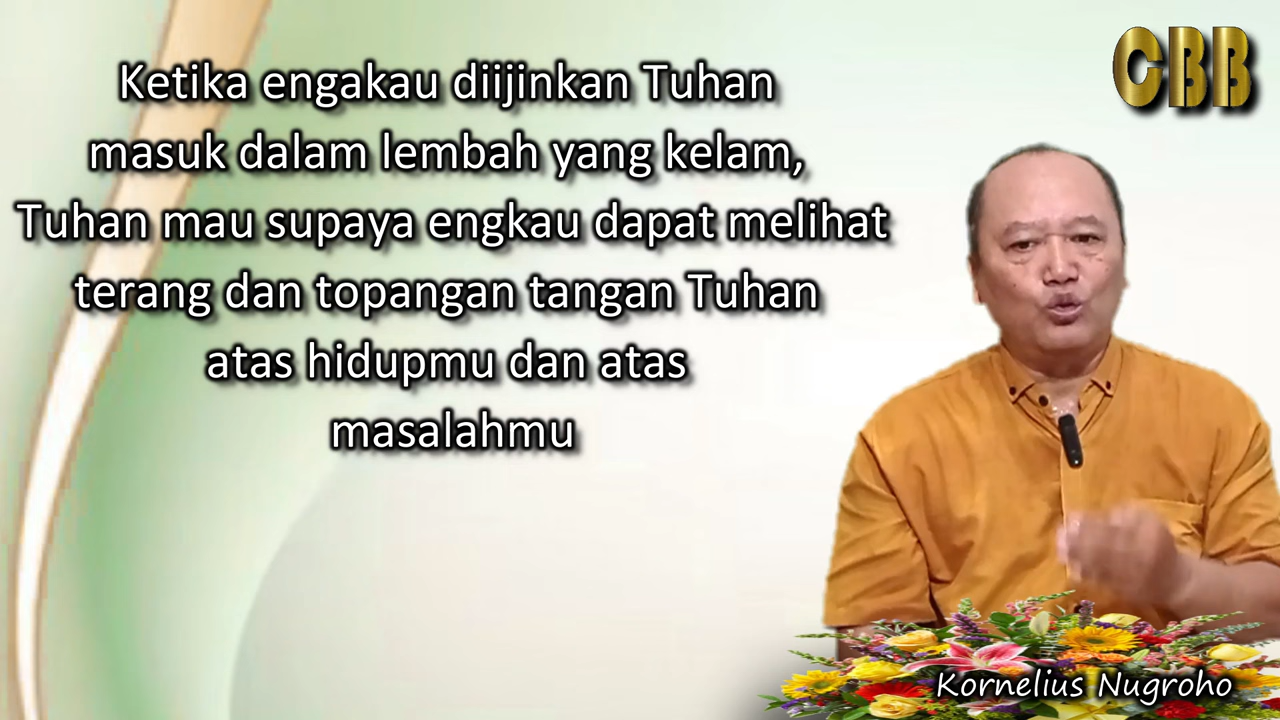 CBB
Ketika engakau diijinkan Tuhan
masuk dalam lembah yang kelam,
Tuhan mau supaya engkau dapat melihat
terang dan topangan tangan Tuhan
atas hidupmu dan atas
masalahmu
Kornelius Nugroho